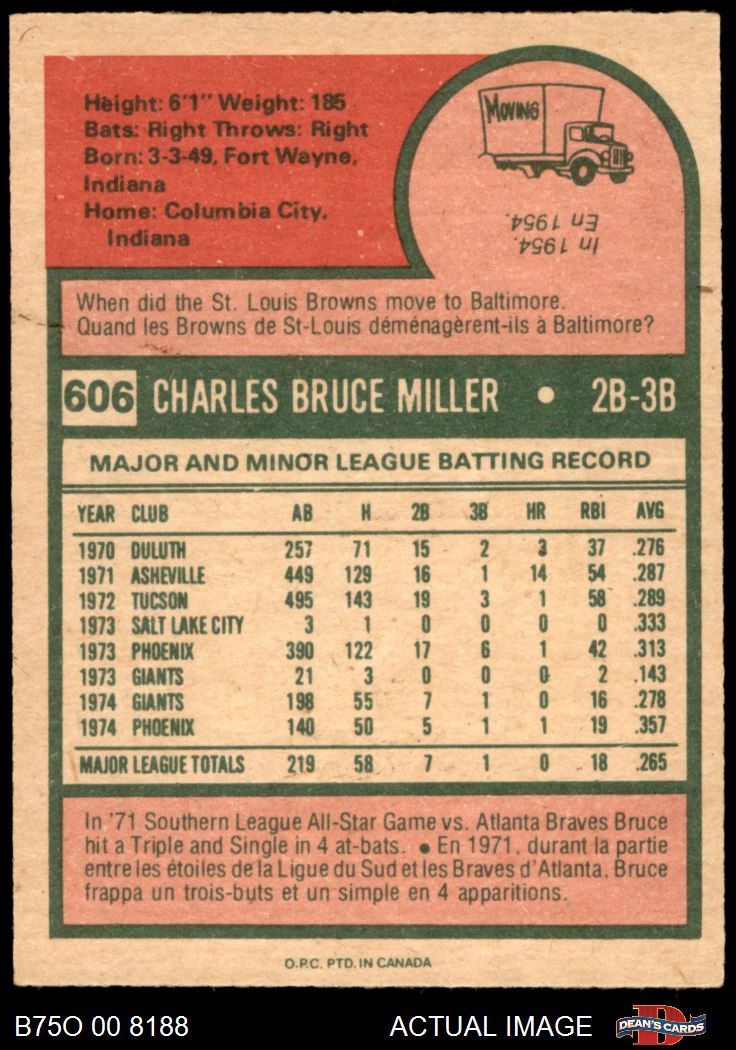 Height: 6'1" Weight: 185
Bats: Right Throws: Right
Born: 3-3-49, Fort Wayne,
Indiana
Home: Columbia City,
Indiana
MOVING
In 1954.
En 1954.
When did the St. Louis Browns move to Baltimore.
Quand les Browns de St-Louis déménagèrent-ils à Baltimore?
606 CHARLES BRUCE MILLER • 2B-3B
MAJOR AND MINOR LEAGUE BATTING RECORD
YEAR CLUB AB H 2B 3B HR RBI AVG
1970 DULUTH 257 71 15 2 3 37 .276
1971 ASHEVILLE 449 129 16 1 14 54 .287
1972 TUCSON 495 143 19 3 1 58 .289
1973 SALT LAKE CITY 3 1 0 0 0 0 .333
1973 PHOENIX 390 122 17 6 1 42 .313
1973 GIANTS 21 3 0 0 0 2 .143
1974 GIANTS 198 55 7 1 0 16 .278
1974 PHOENIX 140 50 5 1 1 19 .357
MAJOR LEAGUE TOTALS 219 58 7 1 0 18 .265
In '71 Southern League All-Star Game vs. Atlanta Braves Bruce
hit a Triple and Single in 4 at-bats. • En 1971, durant la partie
entre les étoiles de la Ligue du Sud et les Braves d'Atlanta, Bruce
frappa un trois-buts et un simple en 4 apparitions.
O.P.C. PTD. IN CANADA
B75O 00 8188 ACTUAL IMAGE D DEAN'S CARDS